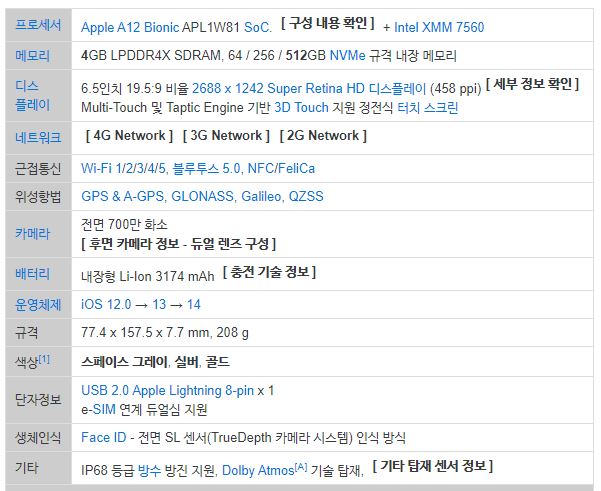 프로세서 Apple A12 Bionic APL1W81 SoC. [ 구성 내용 확인 ] + Intel XMM 7560
메모리 4GB LPDDR4X SDRAM, 64 / 256 / 512GB NVMe 규격 내장 메모리
디스
플레이
6.5인치 19.5:9 비율 2688 x 1242 Super Retina HD 디스플레이 (458 ppi) [ 세부 정보 확인 ]
Multi-Touch 및 Taptic Engine 기반 3D Touch 지원 정전식 터치 스크린
네트워크 [ 4G Network ] [ 3G Network ] [ 2G Network ]
근접통신 Wi-Fi 1/2/3/4/5, 블루투스 5.0, NFC/FeliCa
위성항법 GPS & A-GPS, GLONASS, Galileo, QZSS
카메라
전면 700만 화소
[ 후면 카메라 정보 - 듀얼 렌즈 구성 ]
배터리 내장형 Li-Ion 3174 mAh [ 충전 기술 정보 ]
운영체제 iOS 12.0 → 13 → 14
규격 77.4 x 157.5 x 7.7 mm, 208 g
색상[1] 스페이스 그레이, 실버, 골드
단자정보
USB 2.0 Apple Lightning 8-pin x 1
e-SIM 연계 듀얼심 지원
생체인식 Face ID - 전면 SL 센서(TrueDepth 카메라 시스템) 인식 방식
기타 IP68 등급 방수 방진 지원, Dolby Atmos[A] 기술 탑재, [ 기타 탑재 센서 정보 ]